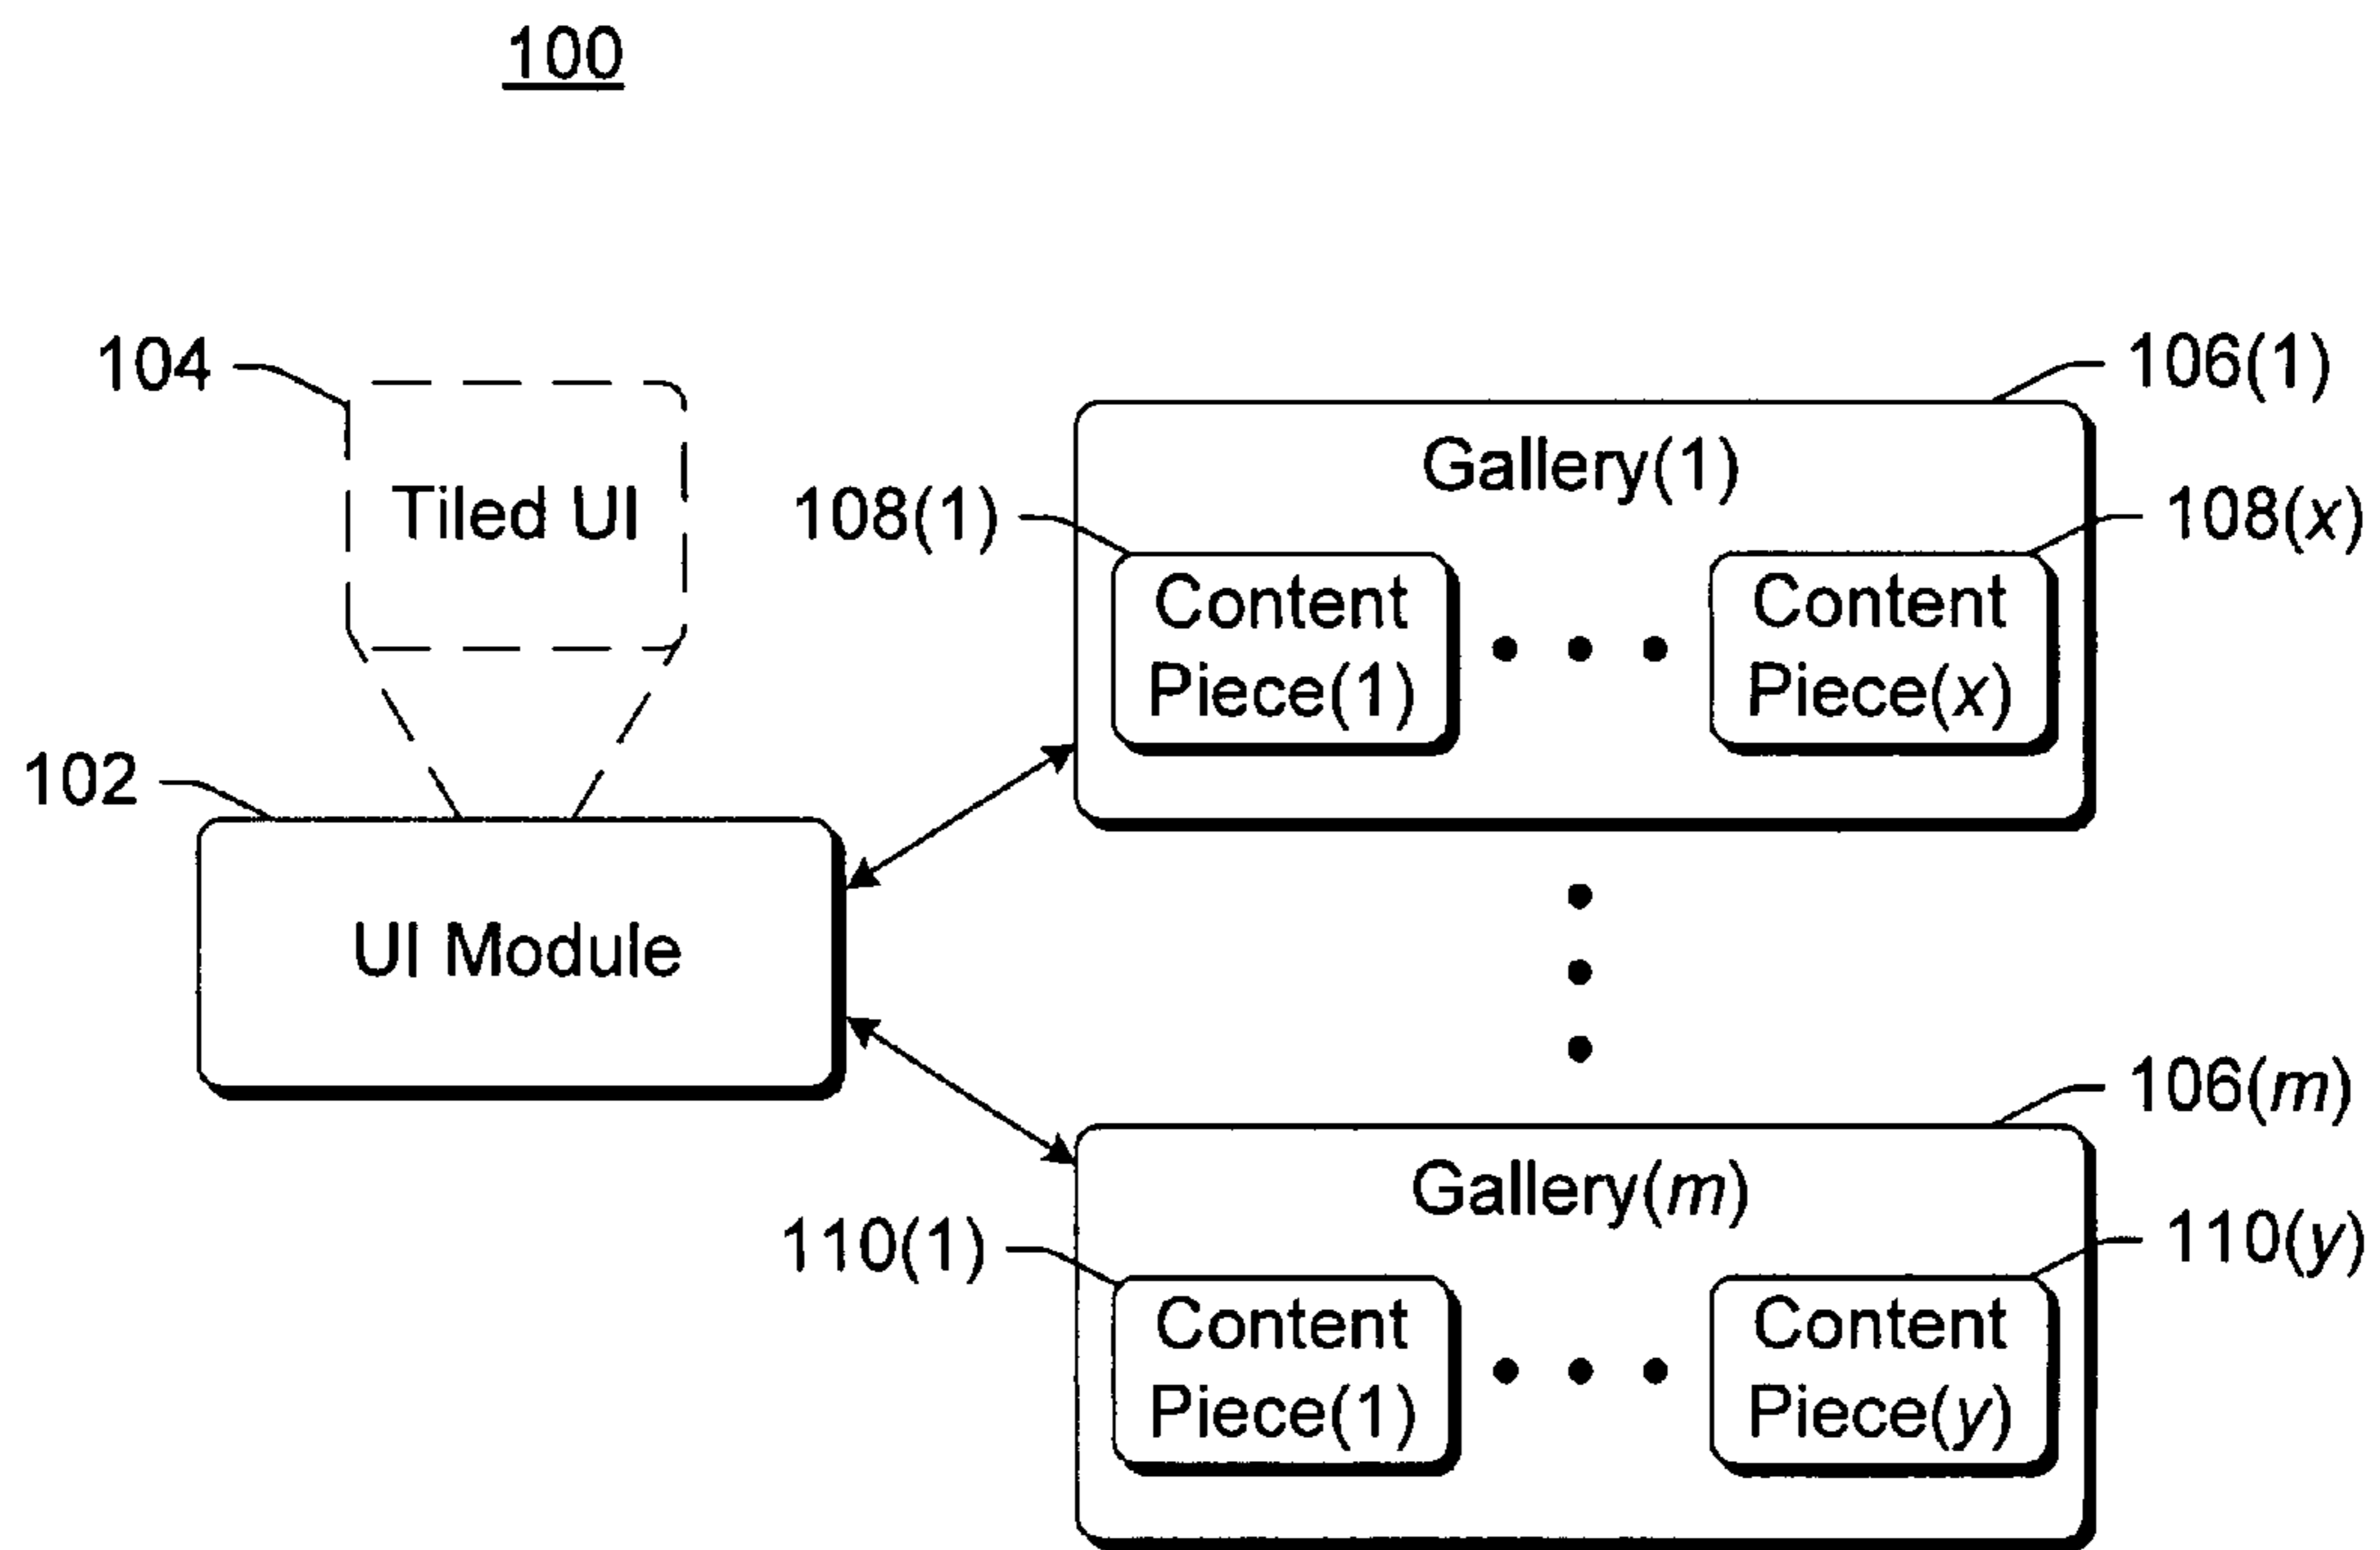 100
104
106(1)
Gallery(1)
Tiled UI
108(1)
108(x)
Content
Piece(1)
Content
Piece(x)
102
UI Module
106(m)
Gallery(m)
110(1)
110(y)
Content
Piece(1)
Content
Piece(y)